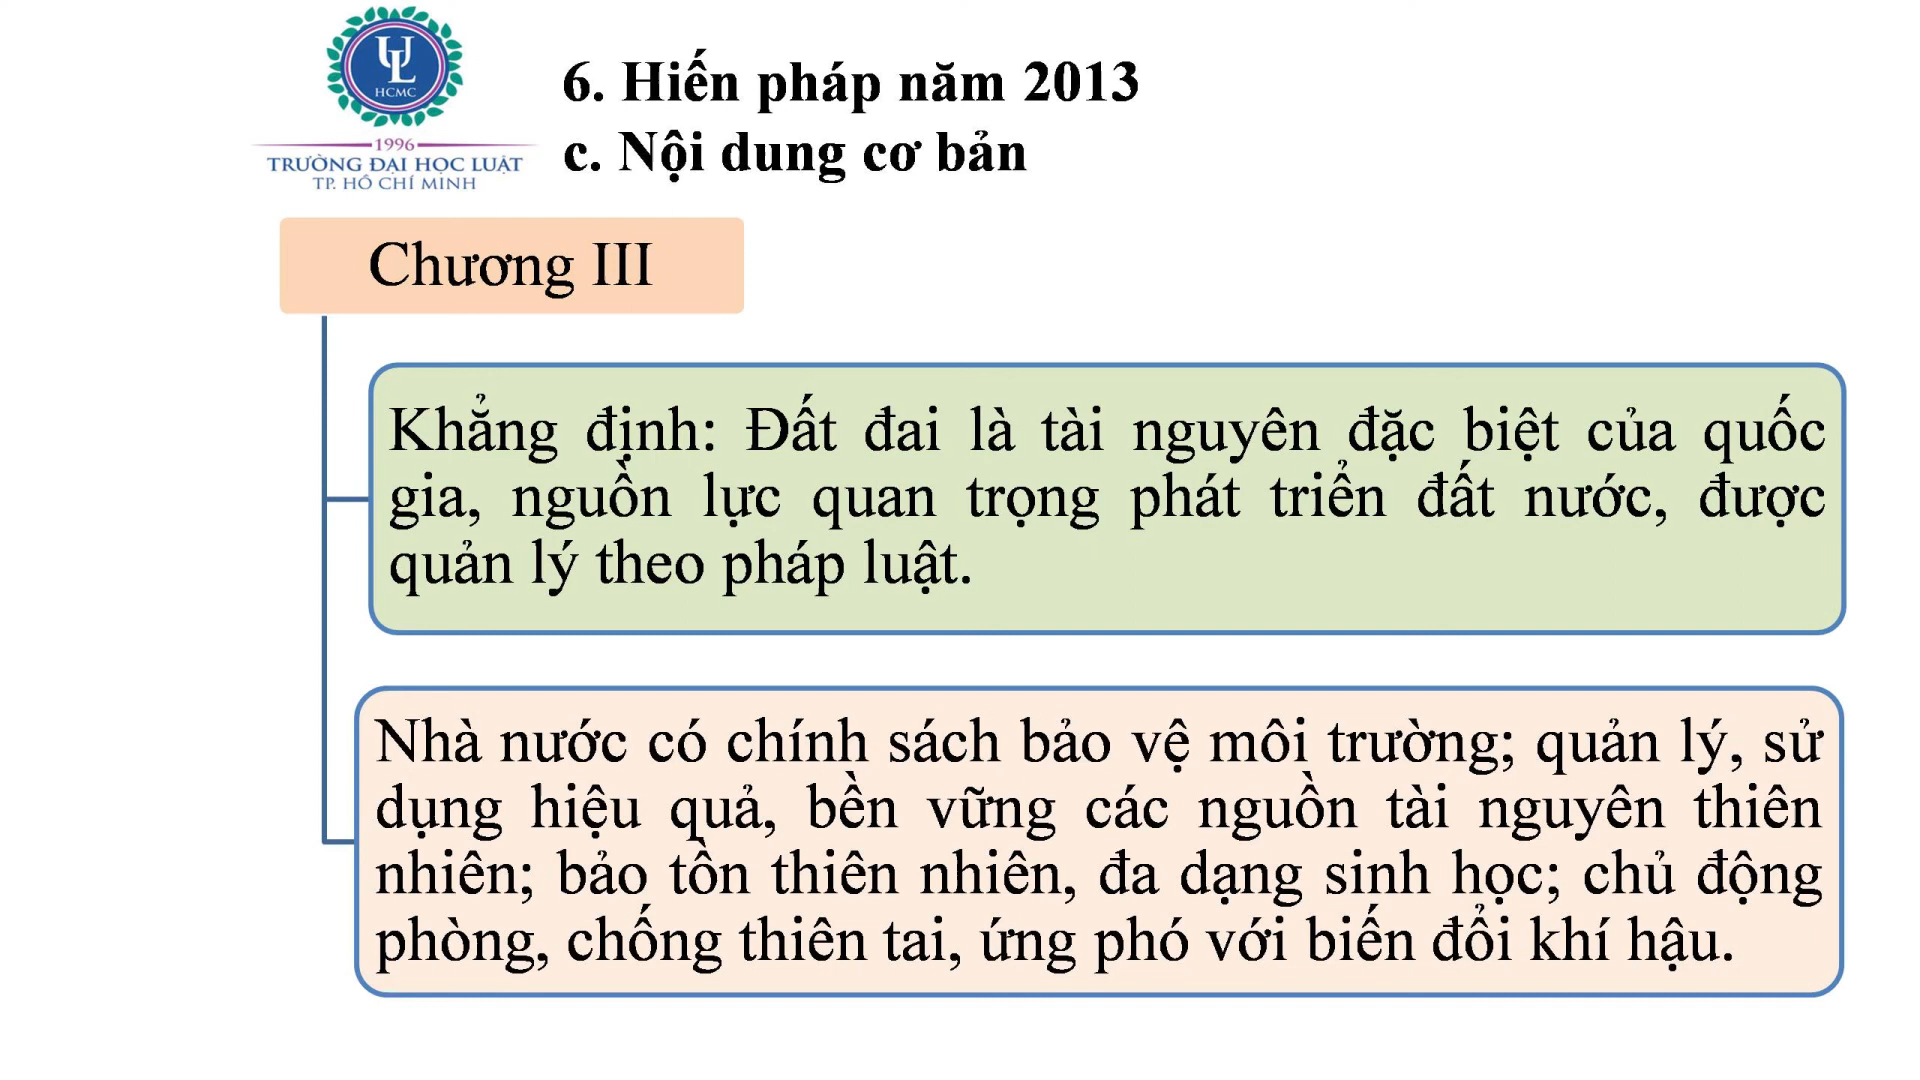 UL
HCMC
1996
TRƯỜNG ĐẠI HỌC LUẬT
TP. HỒ CHÍ MINH
6. Hiến pháp năm 2013
c. Nội dung cơ bản
Chương III
Khẳng định: Đất đai là tài nguyên đặc biệt của quốc
gia, nguồn lực quan trọng phát triển đất nước, được
quản lý theo pháp luật.
Nhà nước có chính sách bảo vệ môi trường; quản lý, sử
dụng hiệu quả, bền vững các nguồn tài nguyên thiên
nhiên; bảo tồn thiên nhiên, đa dạng sinh học; chủ động
phòng, chống thiên tai, ứng phó với biến đổi khí hậu.